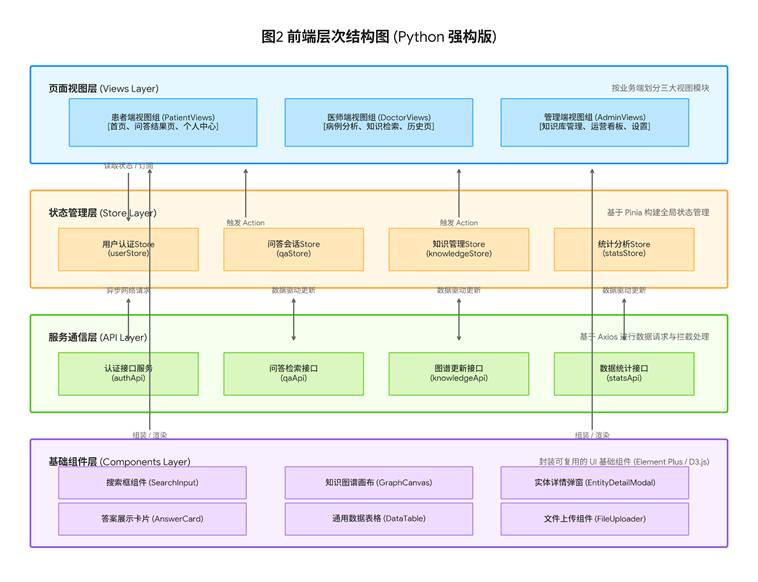 图2 前端层次结构图 (Python 强构版)
页面视图层 (Views Layer)
按业务端划分三大视图模块
患者端视图组 (PatientViews)
[首页、问答结果页、个人中心]
医师端视图组 (DoctorViews)
[病例分析、知识检索、历史页]
管理端视图组 (AdminViews)
[知识库管理、运营看板、设置]
读取状态 / 订阅
状态管理层 (Store Layer)
基于 Pinia 构建全局状态管理
触发 Action
触发 Action
用户认证Store
(userStore)
问答会话Store
(qaStore)
知识管理Store
(knowledgeStore)
统计分析Store
(statsStore)
异步网络请求
数据驱动更新
数据驱动更新
数据驱动更新
服务通信层 (API Layer)
基于 Axios 进行数据请求与拦截处理
认证接口服务
(authApi)
问答检索接口
(qaApi)
图谱更新接口
(knowledgeApi)
数据统计接口
(statsApi)
组装 / 渲染
组装 / 渲染
基础组件层 (Components Layer)
封装可复用的 UI 基础组件 (Element Plus / D3.js)
搜索框组件 (SearchInput)
知识图谱画布 (GraphCanvas)
实体详情弹窗 (EntityDetailModal)
答案展示卡片 (AnswerCard)
通用数据表格 (DataTable)
文件上传组件 (FileUploader)